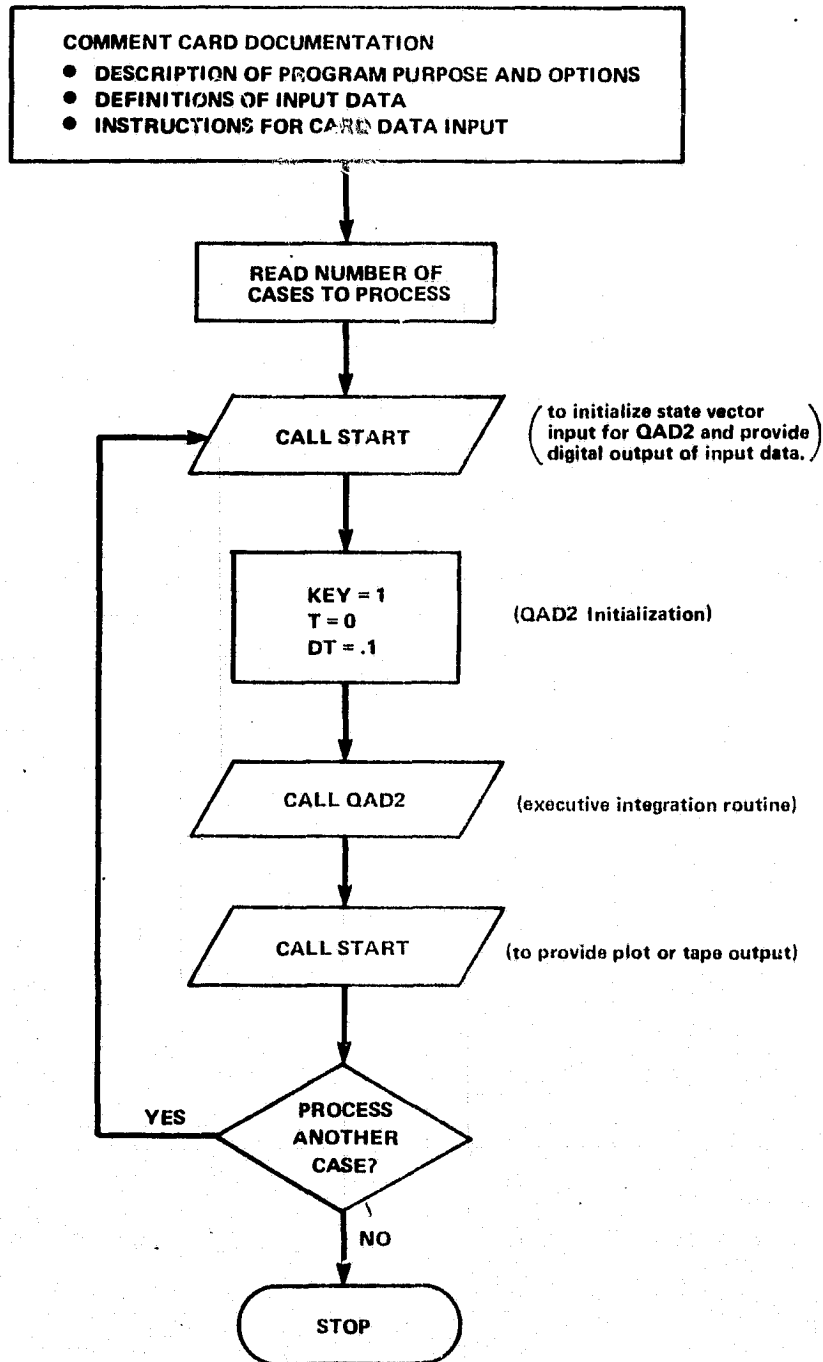 COMMENT CARD DOCUMENTATION
● DESCRIPTION OF PROGRAM PURPOSE AND OPTIONS
● DEFINITIONS OF INPUT DATA
● INSTRUCTIONS FOR CARD DATA INPUT
READ NUMBER OF
CASES TO PROCESS
CALL START
(to initialize state vector
input for QAD2 and provide
digital output of input data.)
KEY = 1
T = 0
DT = .1
(QAD2 Initialization)
CALL QAD2
(executive integration routine)
CALL START
(to provide plot or tape output)
PROCESS
ANOTHER
CASE?
YES
NO
STOP